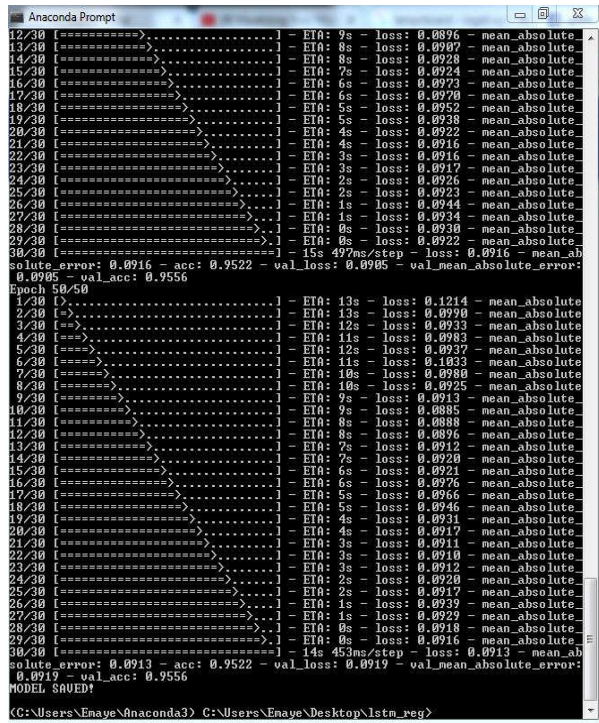 Anaconda Prompt
12/30 [===========>..................] - ETA: 9s - loss: 0.0896 - mean_absolute_
13/30 [============>.................] - ETA: 8s - loss: 0.0907 - mean_absolute_
14/30 [=============>................] - ETA: 8s - loss: 0.0928 - mean_absolute_
15/30 [==============>...............] - ETA: 7s - loss: 0.0924 - mean_absolute_
16/30 [===============>..............] - ETA: 6s - loss: 0.0973 - mean_absolute_
17/30 [================>.............] - ETA: 6s - loss: 0.0970 - mean_absolute_
18/30 [=================>............] - ETA: 5s - loss: 0.0952 - mean_absolute_
19/30 [==================>...........] - ETA: 5s - loss: 0.0938 - mean_absolute_
20/30 [===================>..........] - ETA: 4s - loss: 0.0922 - mean_absolute_
21/30 [====================>.........] - ETA: 4s - loss: 0.0916 - mean_absolute_
22/30 [=====================>........] - ETA: 3s - loss: 0.0916 - mean_absolute_
23/30 [======================>.......] - ETA: 3s - loss: 0.0917 - mean_absolute_
24/30 [=======================>......] - ETA: 2s - loss: 0.0926 - mean_absolute_
25/30 [========================>.....] - ETA: 2s - loss: 0.0923 - mean_absolute_
26/30 [=========================>....] - ETA: 1s - loss: 0.0944 - mean_absolute_
27/30 [==========================>...] - ETA: 1s - loss: 0.0934 - mean_absolute_
28/30 [===========================>..] - ETA: 0s - loss: 0.0930 - mean_absolute_
29/30 [============================>.] - ETA: 0s - loss: 0.0922 - mean_absolute_
30/30 [==============================] - 15s 497ms/step - loss: 0.0916 - mean_ab
solute_error: 0.0916 - acc: 0.9522 - val_loss: 0.0905 - val_mean_absolute_error:
0.0905 - val_acc: 0.9556
Epoch 50/50
1/30 [>.............................] - ETA: 13s - loss: 0.1214 - mean_absolute
2/30 [=>............................] - ETA: 13s - loss: 0.0990 - mean_absolute
3/30 [==>...........................] - ETA: 12s - loss: 0.0933 - mean_absolute
4/30 [===>..........................] - ETA: 11s - loss: 0.0983 - mean_absolute
5/30 [====>.........................] - ETA: 12s - loss: 0.0937 - mean_absolute
6/30 [=====>........................] - ETA: 11s - loss: 0.1033 - mean_absolute
7/30 [======>.......................] - ETA: 10s - loss: 0.0980 - mean_absolute
8/30 [=======>......................] - ETA: 10s - loss: 0.0925 - mean_absolute
9/30 [========>.....................] - ETA: 9s - loss: 0.0913 - mean_absolute_
10/30 [=========>....................] - ETA: 9s - loss: 0.0885 - mean_absolute_
11/30 [==========>...................] - ETA: 8s - loss: 0.0888 - mean_absolute_
12/30 [===========>..................] - ETA: 8s - loss: 0.0896 - mean_absolute_
13/30 [============>.................] - ETA: 7s - loss: 0.0912 - mean_absolute_
14/30 [=============>................] - ETA: 7s - loss: 0.0920 - mean_absolute_
15/30 [==============>...............] - ETA: 6s - loss: 0.0921 - mean_absolute_
16/30 [===============>..............] - ETA: 6s - loss: 0.0976 - mean_absolute_
17/30 [================>.............] - ETA: 5s - loss: 0.0966 - mean_absolute_
18/30 [=================>............] - ETA: 5s - loss: 0.0946 - mean_absolute_
19/30 [==================>...........] - ETA: 4s - loss: 0.0931 - mean_absolute_
20/30 [===================>..........] - ETA: 4s - loss: 0.0917 - mean_absolute_
21/30 [====================>.........] - ETA: 3s - loss: 0.0911 - mean_absolute_
22/30 [=====================>........] - ETA: 3s - loss: 0.0910 - mean_absolute_
23/30 [======================>.......] - ETA: 3s - loss: 0.0912 - mean_absolute_
24/30 [=======================>......] - ETA: 2s - loss: 0.0920 - mean_absolute_
25/30 [========================>.....] - ETA: 2s - loss: 0.0917 - mean_absolute_
26/30 [=========================>....] - ETA: 1s - loss: 0.0939 - mean_absolute_
27/30 [==========================>...] - ETA: 1s - loss: 0.0929 - mean_absolute_
28/30 [===========================>..] - ETA: 0s - loss: 0.0918 - mean_absolute_
29/30 [============================>.] - ETA: 0s - loss: 0.0916 - mean_absolute_
30/30 [==============================] - 14s 453ms/step - loss: 0.0913 - mean_ab
solute_error: 0.0913 - acc: 0.9522 - val_loss: 0.0919 - val_mean_absolute_error:
0.0919 - val_acc: 0.9556
MODEL SAVED!
(C:\Users\Emaye\Anaconda3) C:\Users\Emaye\Desktop\lstm_reg>